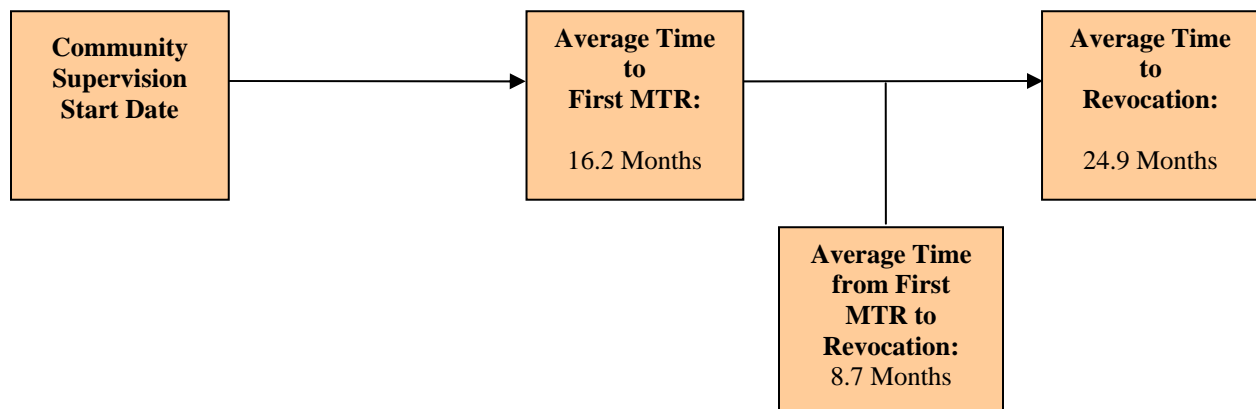 Community
Supervision
Start Date
Average Time
to
First MTR:
16.2 Months
Average Time
to
Revocation:
24.9 Months
Average Time
from First
MTR to
Revocation:
8.7 Months